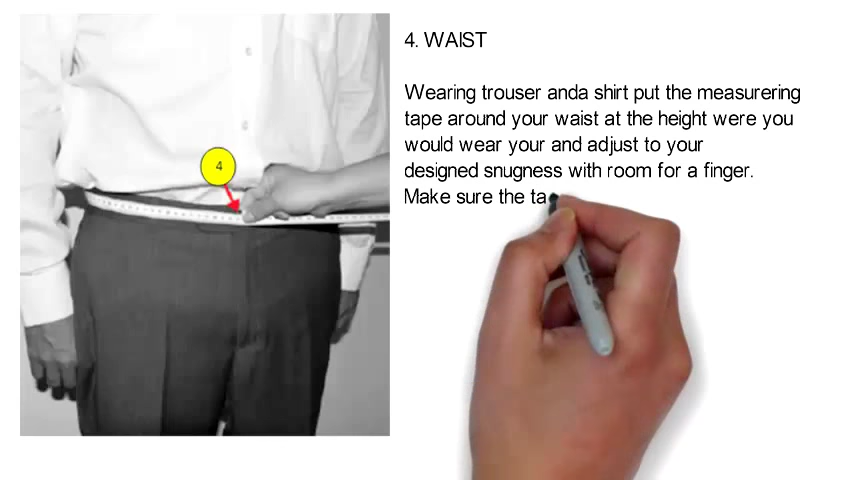 4. WAIST
Wearing trouser anda shirt put the measurering
tape around your waist at the height were you
would wear your and adjust to your
designed snugness with room for a finger.
Make sure the ta
4